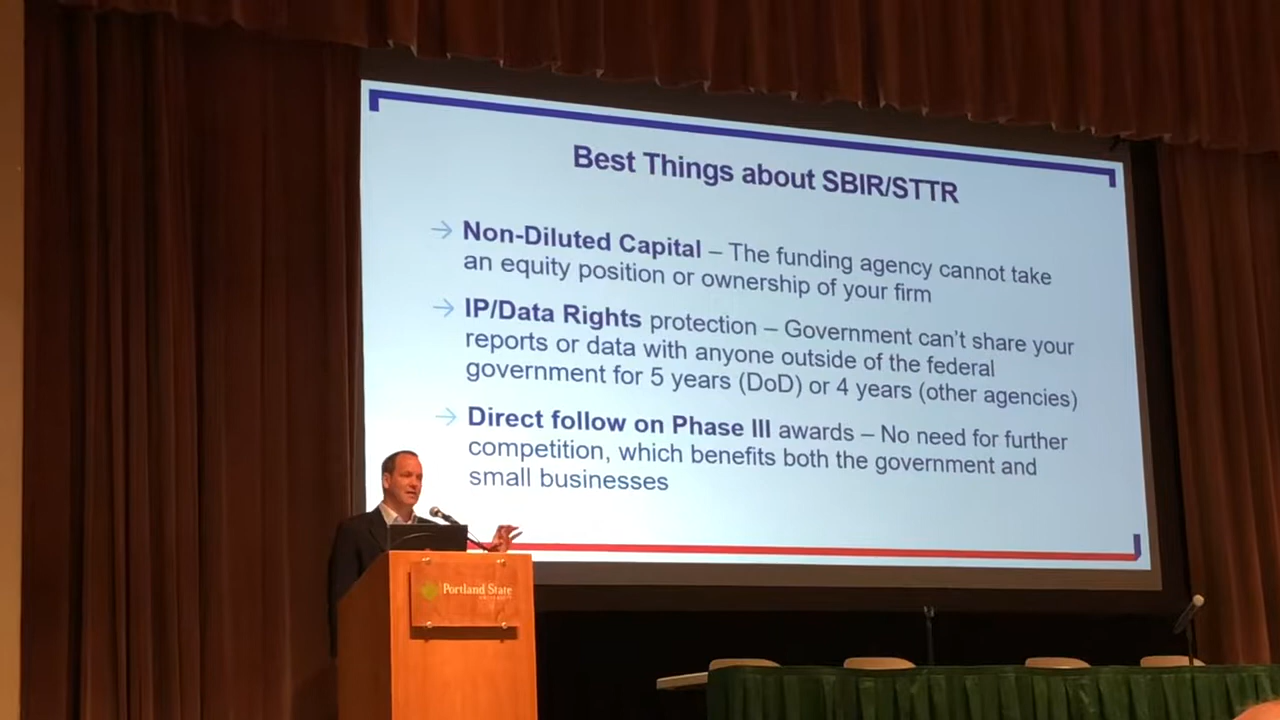 Best Things about SBIR/STTR
→ Non-Diluted Capital – The funding agency cannot take
an equity position or ownership of your firm
→ IP/Data Rights protection – Government can't share your
reports or data with anyone outside of the federal
government for 5 years (DoD) or 4 years (other agencies)
→ Direct follow on Phase III awards – No need for further
competition, which benefits both the government and
small businesses
Portland State
UNIVERSITY